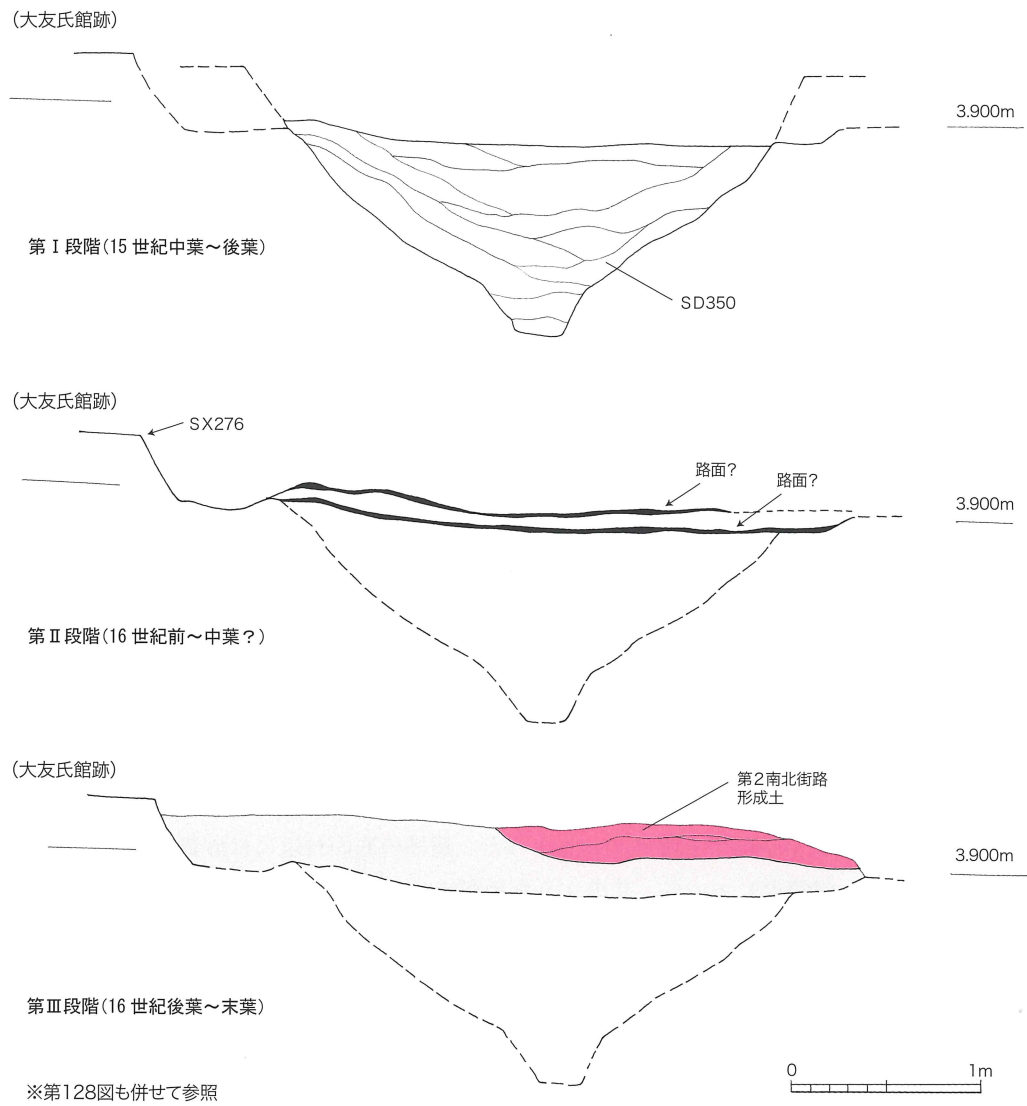 (大友氏館跡)
3.900m
第Ⅰ段階(15世紀中葉~後葉)
SD350
(大友氏館跡)
SX276
路面?
路面?
3.900m
第Ⅱ段階(16世紀前~中葉?)
(大友氏館跡)
第2南北街路
形成土
3.900m
第Ⅲ段階(16世紀後葉~末葉)
0 1m
※第128図も併せて参照